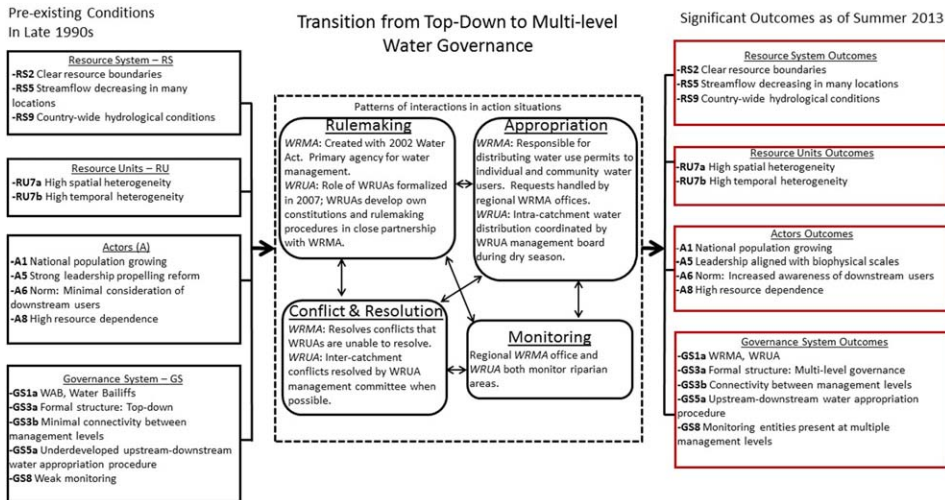 Pre-existing Conditions
In Late 1990s
Resource System – RS
-RS2 Clear resource boundaries
-RS5 Streamflow decreasing in many
locations
-RS9 Country-wide hydrological conditions
Resource Units – RU
-RU7a High spatial heterogeneity
-RU7b High temporal heterogeneity
Actors (A)
-A1 National population growing
-A5 Strong leadership propelling reform
-A6 Norm: Minimal consideration of
downstream users
-A8 High resource dependence
Governance System – GS
-GS1a WAB, Water Bailiffs
-GS3a Formal structure: Top-down
-GS3b Minimal connectivity between
management levels
-GS5a Underdeveloped upstream-downstream
water appropriation procedure
-GS8 Weak monitoring
Transition from Top-Down to Multi-level
Water Governance
Patterns of interactions in action situations
Rulemaking
WRMA: Created with 2002 Water
Act. Primary agency for water
management.
WRUA: Role of WRUAs formalized
in 2007; WRUAs develop own
constitutions and rulemaking
procedures in close partnership
with WRMA.
Appropriation
WRMA: Responsible for
distributing water use permits to
individual and community water
users. Requests handled by
regional WRMA offices.
WRUA: Intra-catchment water
distribution coordinated by
WRUA management board
during dry season.
Conflict & Resolution
WRMA: Resolves conflicts that
WRUAs are unable to resolve.
WRUA: Inter-catchment
conflicts resolved by WRUA
management committee when
possible.
Monitoring
Regional WRMA office and
WRUA both monitor riparian
areas.
Significant Outcomes as of Summer 2013
Resource System Outcomes
-RS2 Clear resource boundaries
-RS5 Streamflow decreasing in many locations
-RS9 Country-wide hydrological conditions
Resource Units Outcomes
-RU7a High spatial heterogeneity
-RU7b High temporal heterogeneity
Actors Outcomes
-A1 National population growing
-A5 Leadership aligned with biophysical scales
-A6 Norm: Increased awareness of downstream users
-A8 High resource dependence
Governance System Outcomes
-GS1a WRMA, WRUA
-GS3a Formal structure: Multi-level governance
-GS3b Connectivity between management levels
-GS5a Upstream-downstream water appropriation
procedure
-GS8 Monitoring entities present at multiple
management levels